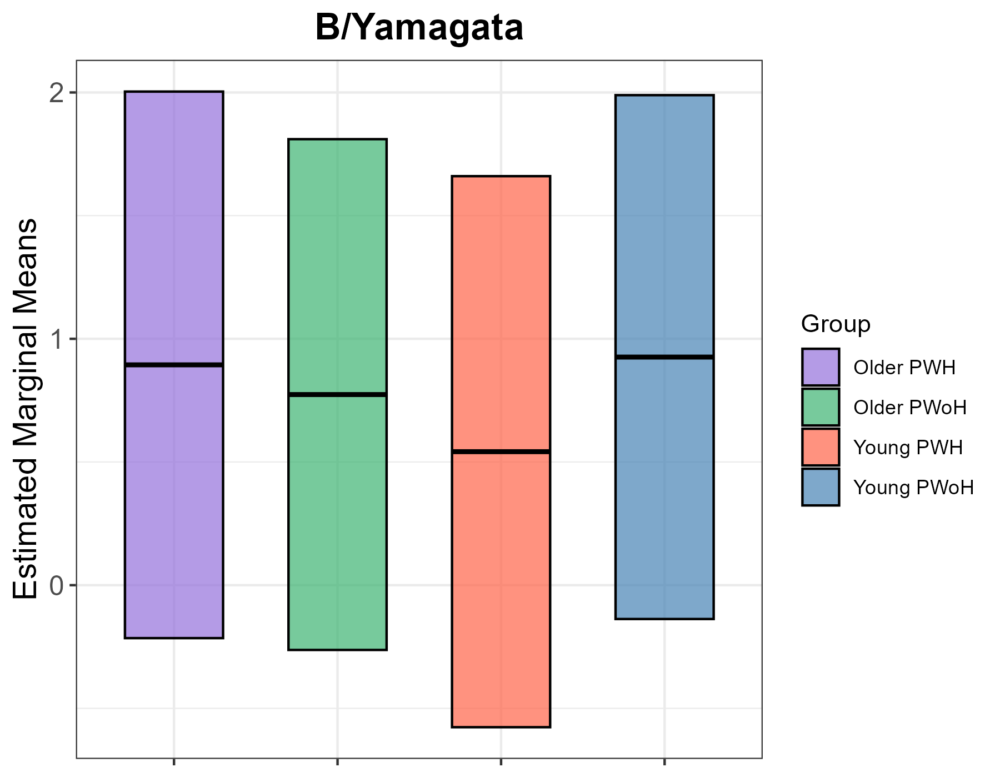 B/Yamagata
Estimated Marginal Means
2
1
0
Group
Older PWH
Older PWoH
Young PWH
Young PWoH